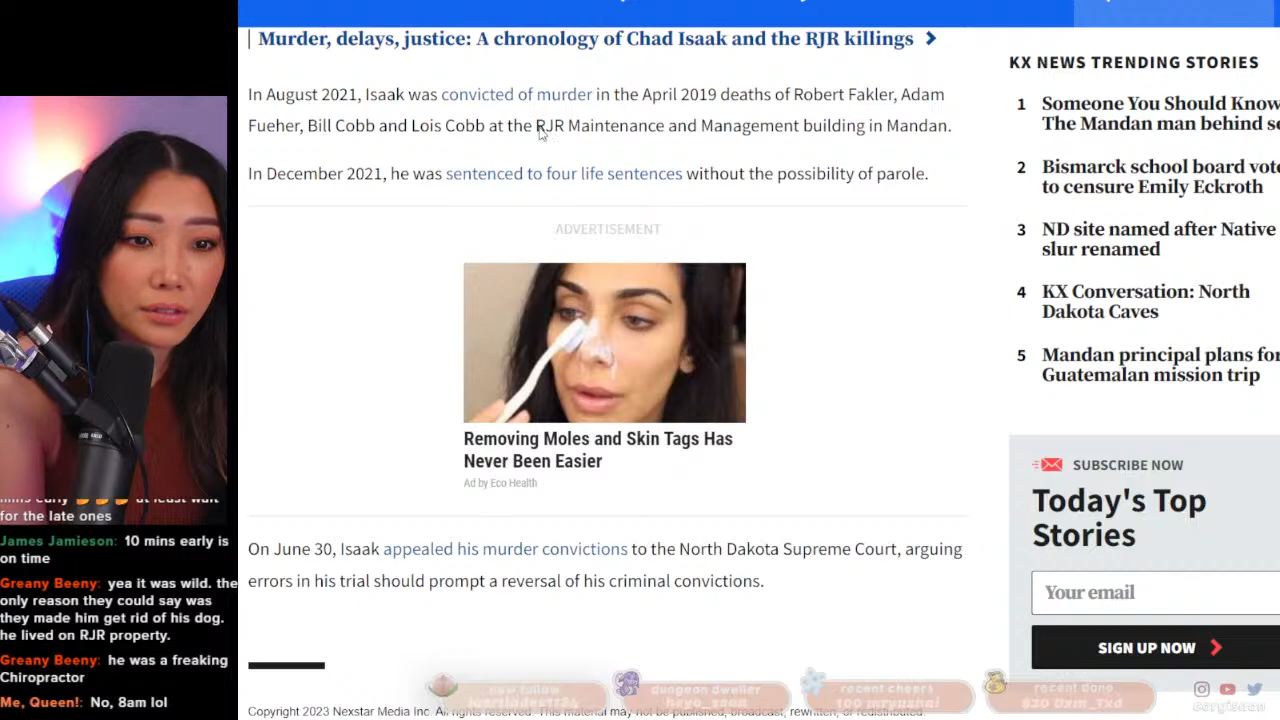 Murder, delays, justice: A chronology of Chad Isaak and the RJR killings
In August 2021, Isaak was convicted of murder in the April 2019 deaths of Robert Fakler, Adam
Fueher, Bill Cobb and Lois Cobb at the RJR Maintenance and Management building in Mandan.
In December 2021, he was sentenced to four life sentences without the possibility of parole.
ADVERTISEMENT
Removing Moles and Skin Tags Has
Never Been Easier
Ad by Eco Health
On June 30, Isaak appealed his murder convictions to the North Dakota Supreme Court, arguing
errors in his trial should prompt a reversal of his criminal convictions.
Copyright 2023 Nexstar Media Inc. All rights reserved. This material may not be published, broadcast, rewritten, or redistributed.
KX NEWS TRENDING STORIES
1 Someone You Should Know
The Mandan man behind
2 Bismarck school board vote
to censure Emily Eckroth
3 ND site named after Native
slur renamed
4 KX Conversation: North
Dakota Caves
5 Mandan principal plans for
Guatemalan mission trip
SUBSCRIBE NOW
Today's Top
Stories
Your email
SIGN UP NOW
for the late ones
James Jamieson: 10 mins early is
on time
Greany Beeny: yea it was wild. the
only reason they could say was
they made him get rid of his dog.
he lived on RJR property.
Greany Beeny: he was a freaking
Chiropractor
Me, Queen!: No, 8am lol
new follow
dungeon dweller
heyo_soan
recent cheers
recent dono